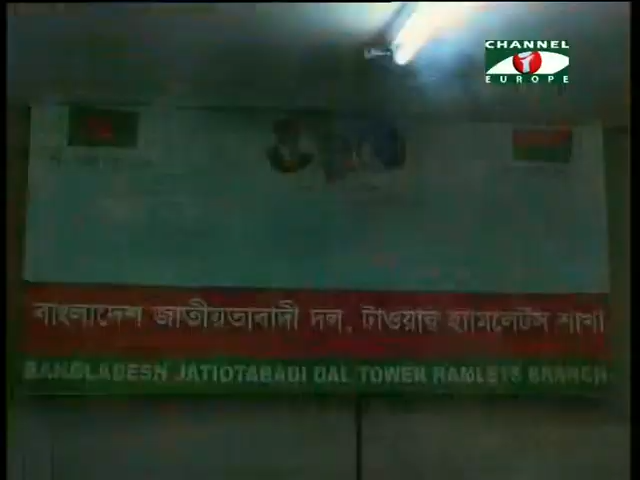 CHANNEL
i
EUROPE
বাংলাদেশ জাতীয়তাবাদী দল, টাওয়ার হ্যামলেটস শাখা
BANGLADESH JATIOTABADI DAL TOWER HAMLETS BRANCH